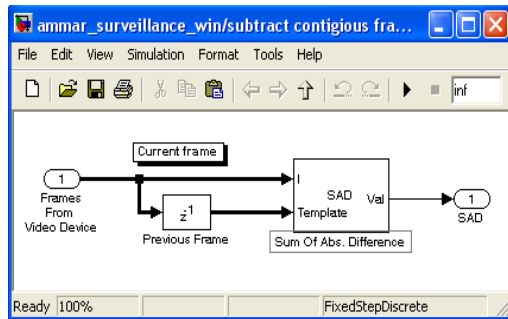 ammar_surveillance_win/subtract contigious fra...
File Edit View Simulation Format Tools Help
inf
Current frame
1
Frames
From
Video Device
z-1
Previous Frame
I
SAD
Val
Template
Sum Of Abs. Difference
1
SAD
Ready 100% FixedStepDiscrete